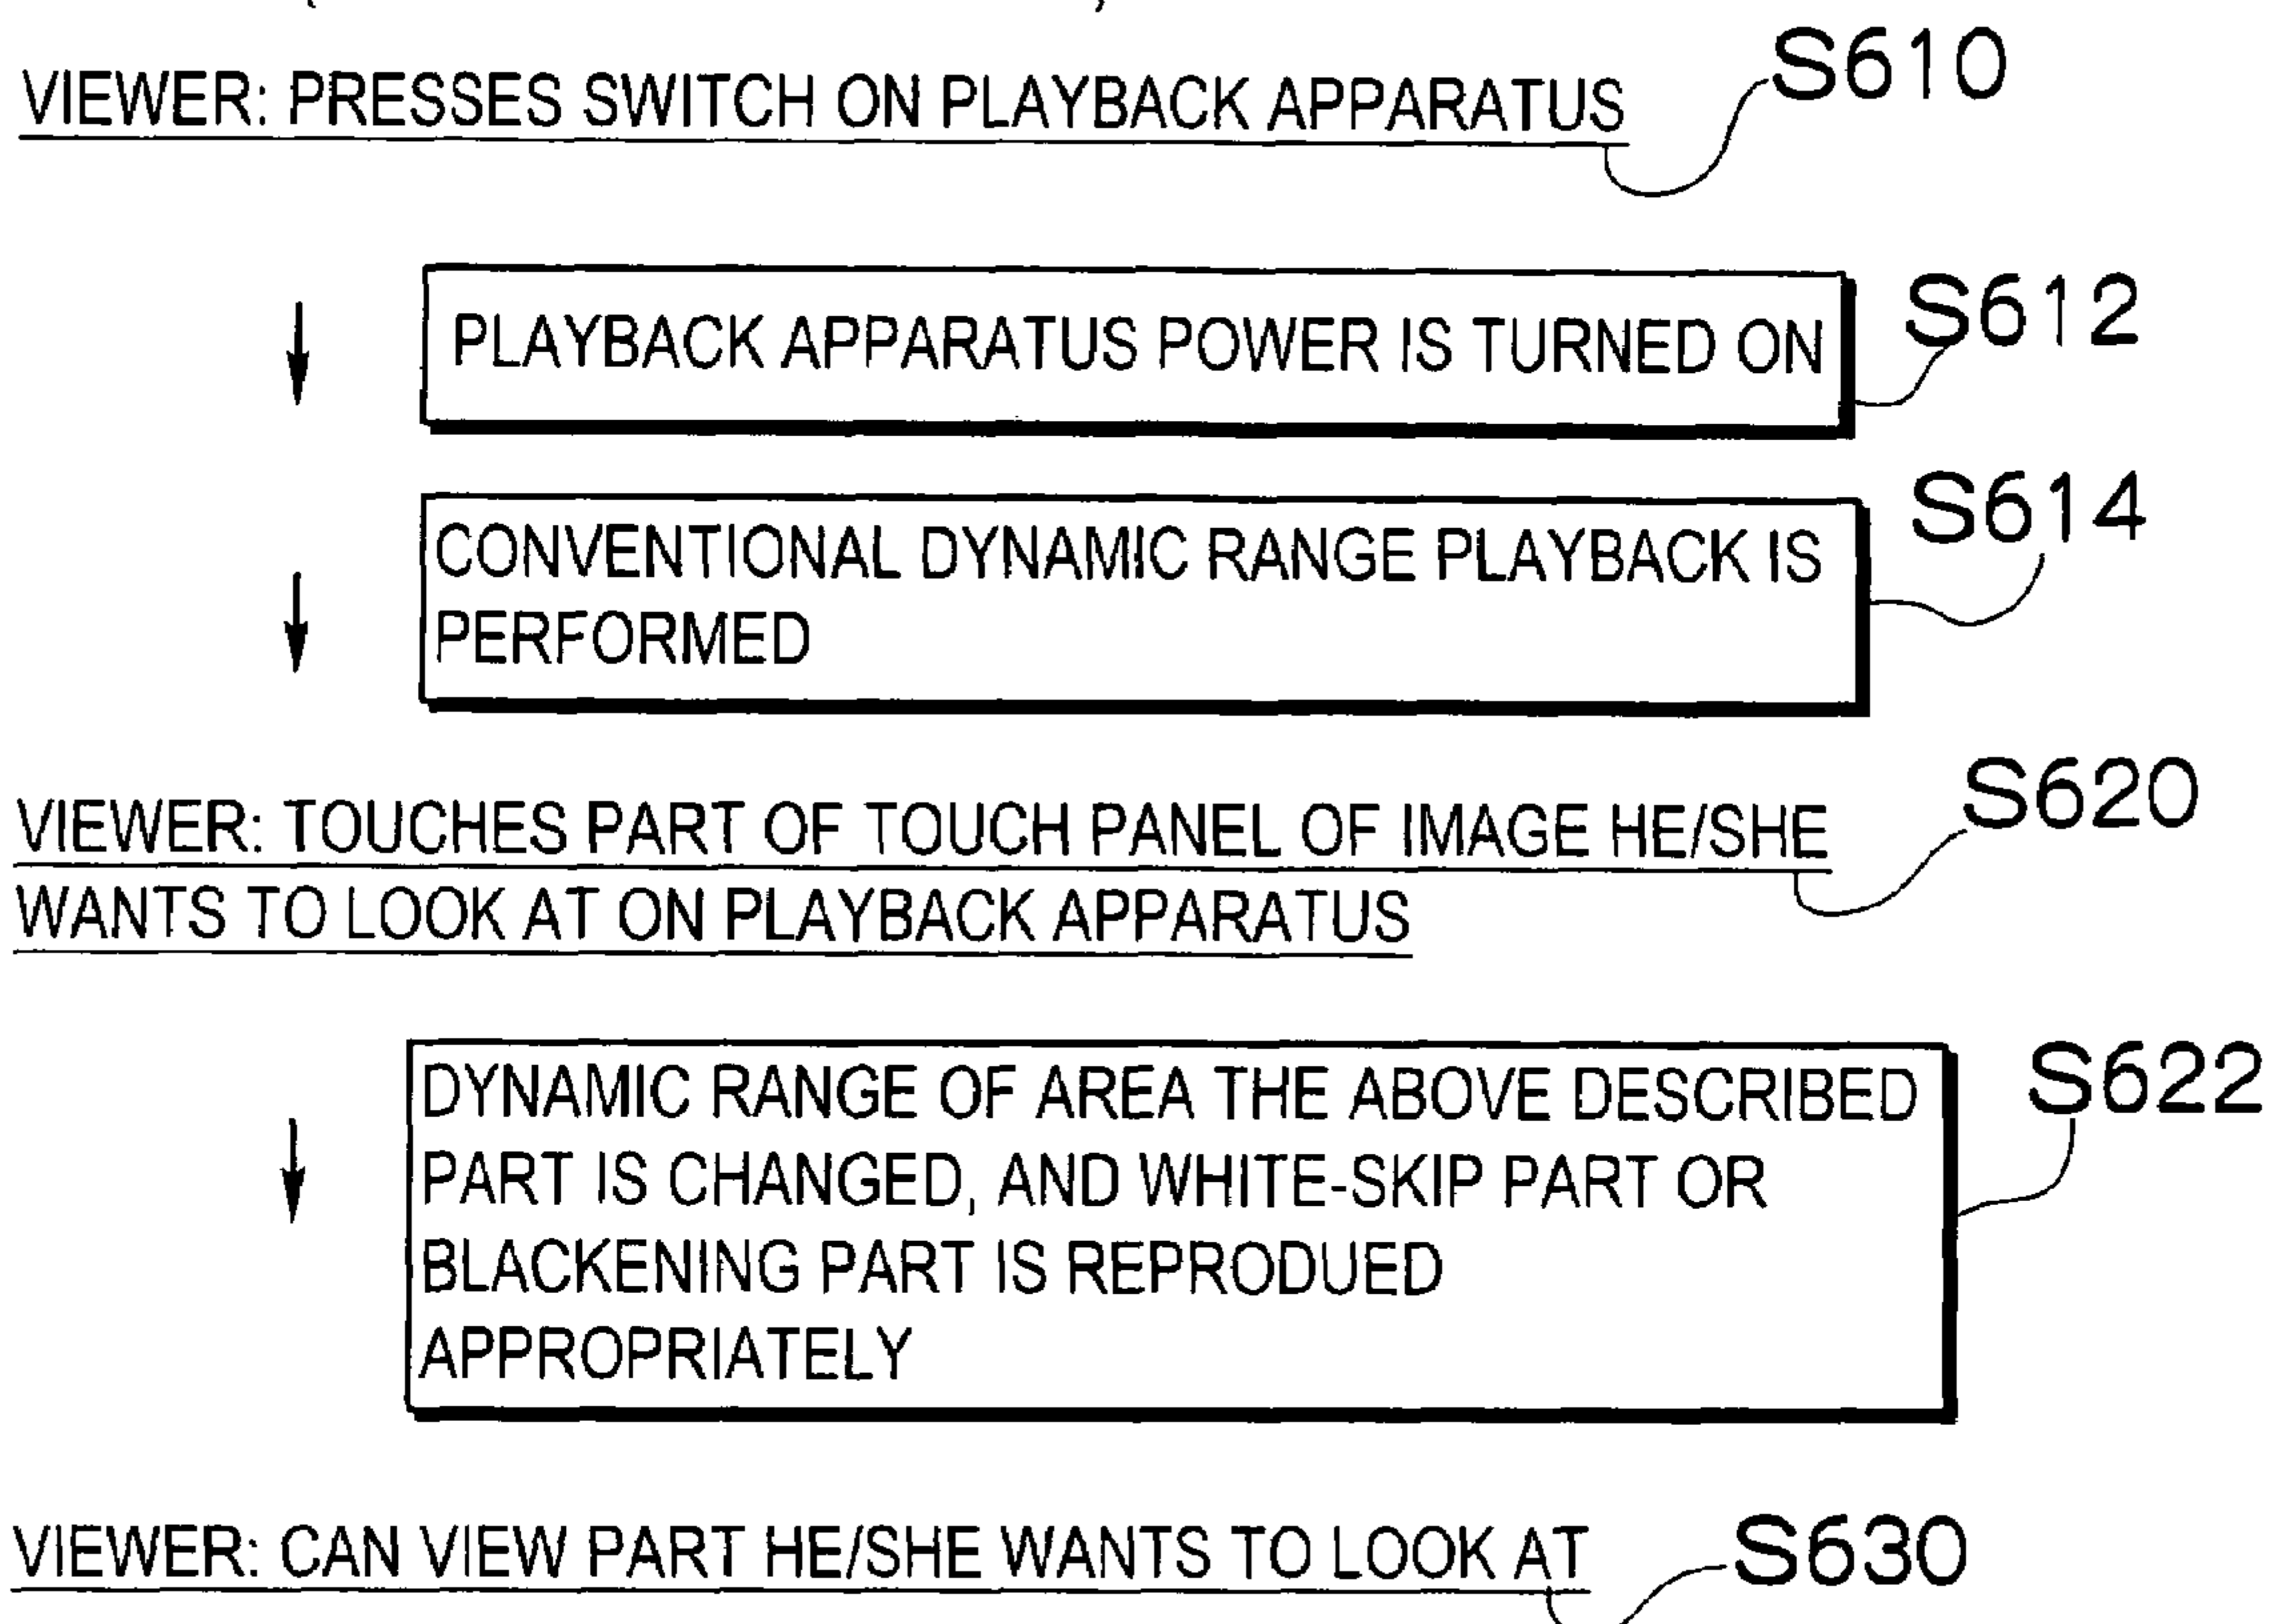 VIEWER: PRESSES SWITCH ON PLAYBACK APPARATUS
S610
PLAYBACK APPARATUS POWER IS TURNED ON
S612
CONVENTIONAL DYNAMIC RANGE PLAYBACK IS
PERFORMED
S614
VIEWER: TOUCHES PART OF TOUCH PANEL OF IMAGE HE/SHE
WANTS TO LOOK AT ON PLAYBACK APPARATUS
S620
DYNAMIC RANGE OF AREA THE ABOVE DESCRIBED
PART IS CHANGED, AND WHITE-SKIP PART OR
BLACKENING PART IS REPRODUED
APPROPRIATELY
S622
VIEWER: CAN VIEW PART HE/SHE WANTS TO LOOK AT
S630